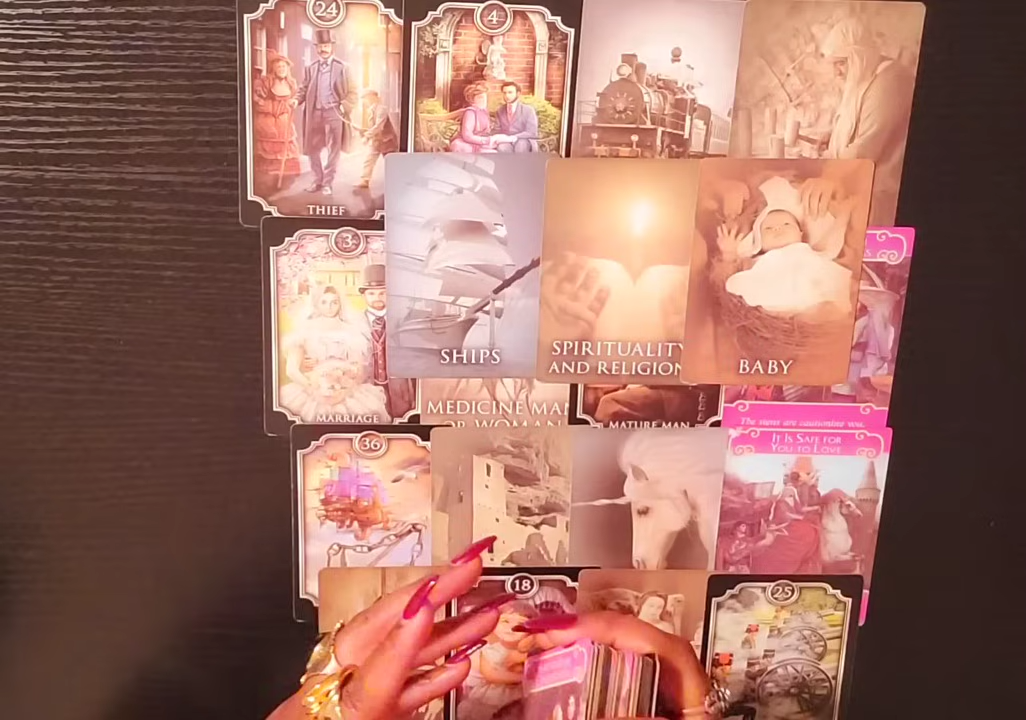 24
4
THIEF
3
SHIPS
SPIRITUALITY
AND RELIGION
BABY
MARRIAGE
MEDICINE MAN
OR WOMAN
MATURE MAN
The stars are cautioning you.
36
IT IS SAFE FOR
YOU TO LOVE
18
25